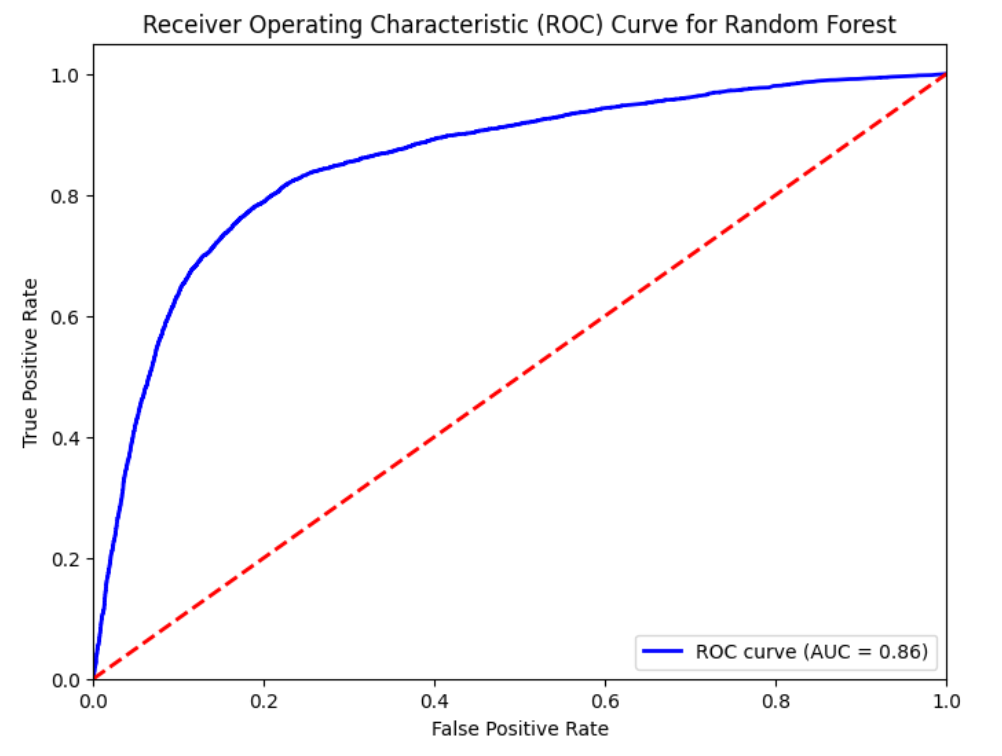 Receiver Operating Characteristic (ROC) Curve for Random Forest
1.0
0.8
0.6
0.4
0.2
0.0
True Positive Rate
ROC curve (AUC = 0.86)
0.0 0.2 0.4 0.6 0.8 1.0
False Positive Rate